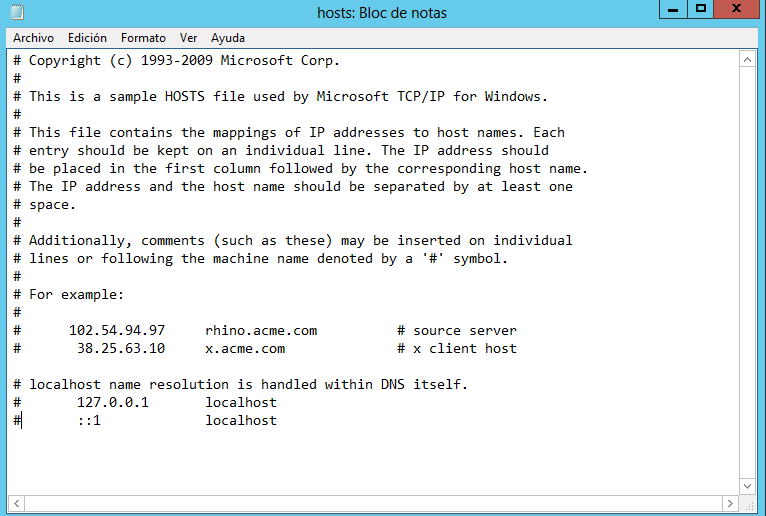 hosts: Bloc de notas
Archivo Edición Formato Ver Ayuda
# Copyright (c) 1993-2009 Microsoft Corp.
#
# This is a sample HOSTS file used by Microsoft TCP/IP for Windows.
#
# This file contains the mappings of IP addresses to host names. Each
# entry should be kept on an individual line. The IP address should
# be placed in the first column followed by the corresponding host name.
# The IP address and the host name should be separated by at least one
# space.
#
# Additionally, comments (such as these) may be inserted on individual
# lines or following the machine name denoted by a '#' symbol.
#
# For example:
#
#      102.54.94.97     rhino.acme.com          # source server
#       38.25.63.10     x.acme.com              # x client host

# localhost name resolution is handled within DNS itself.
#       127.0.0.1       localhost
#       ::1             localhost